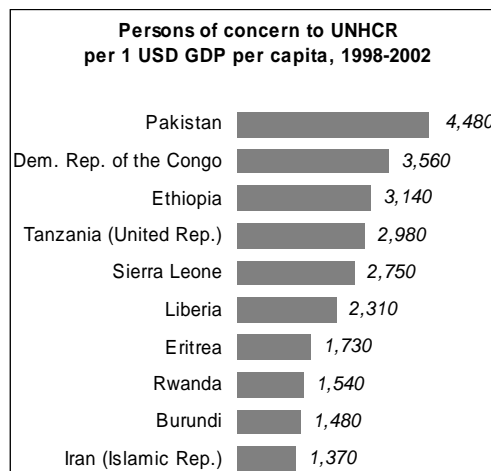 Persons of concern to UNHCR
per 1 USD GDP per capita, 1998-2002
Pakistan 4,480
Dem. Rep. of the Congo 3,560
Ethiopia 3,140
Tanzania (United Rep.) 2,980
Sierra Leone 2,750
Liberia 2,310
Eritrea 1,730
Rwanda 1,540
Burundi 1,480
Iran (Islamic Rep.) 1,370